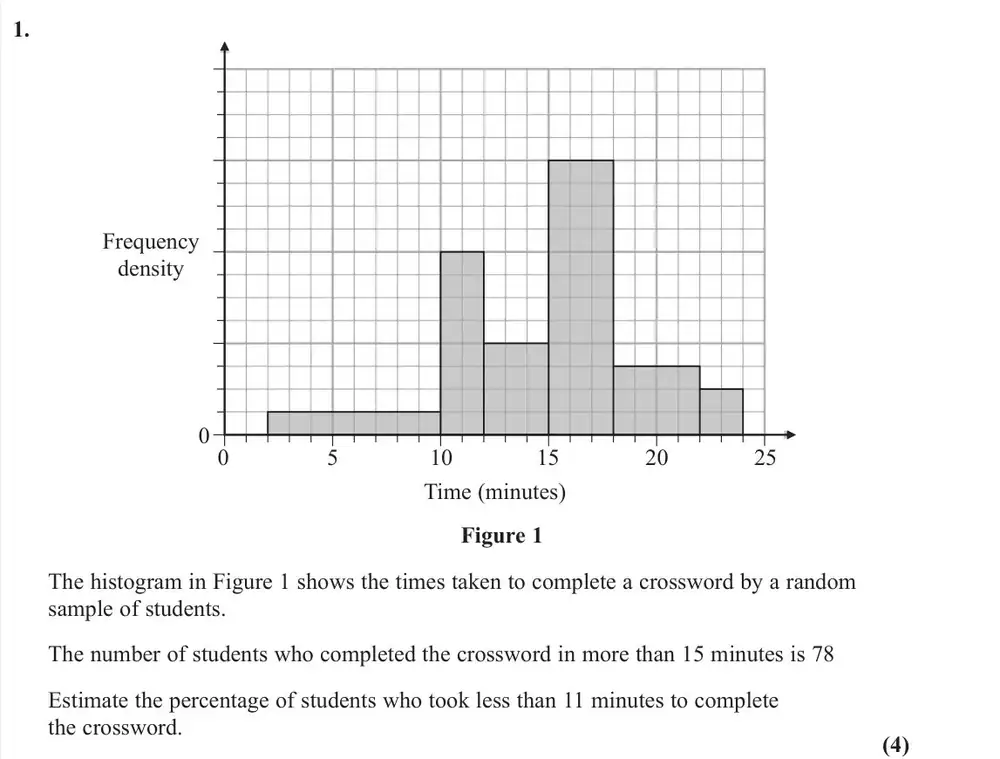 1.
Frequency
density
0
0 5 10 15 20 25
Time (minutes)
Figure 1
The histogram in Figure 1 shows the times taken to complete a crossword by a random
sample of students.
The number of students who completed the crossword in more than 15 minutes is 78
Estimate the percentage of students who took less than 11 minutes to complete
the crossword.
(4)